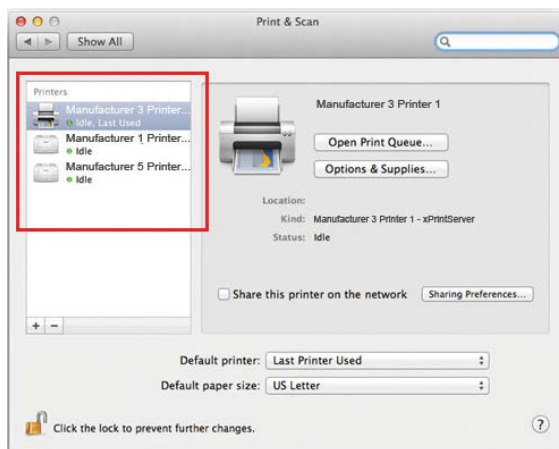 Print & Scan
Show All
Printers
Manufacturer 3 Printer...
Idle, Last Used
Manufacturer 1 Printer...
Idle
Manufacturer 5 Printer...
Idle
Manufacturer 3 Printer 1
Open Print Queue...
Options & Supplies...
Location:
Kind: Manufacturer 3 Printer 1 - xPrintServer
Status: Idle
Share this printer on the network Sharing Preferences...
+ −
Default printer: Last Printer Used
Default paper size: US Letter
Click the lock to prevent further changes. ?